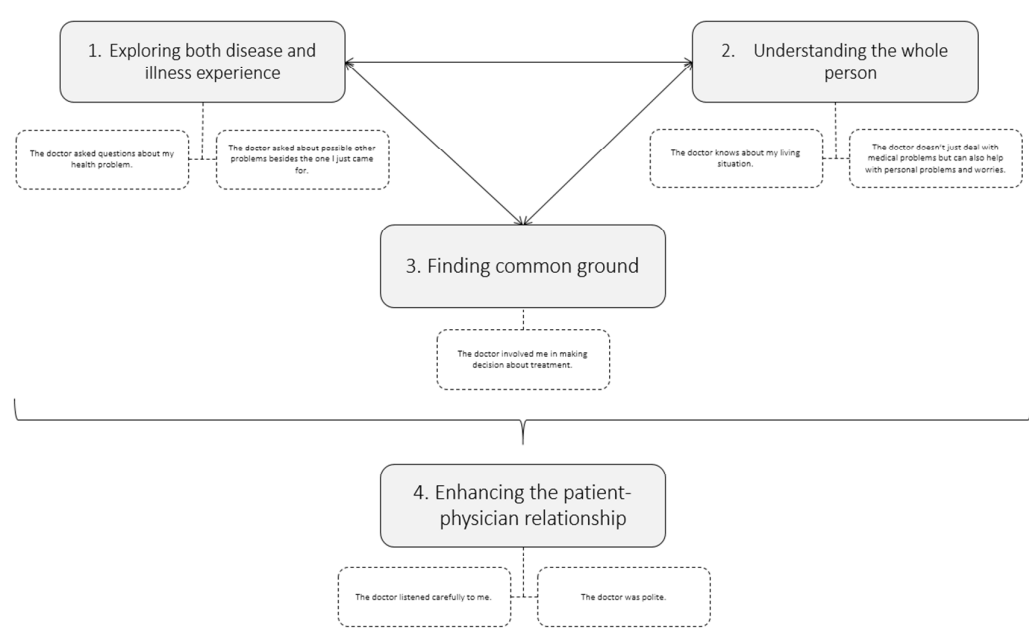 1. Exploring both disease and
illness experience
2. Understanding the whole
person
The doctor asked questions about my
health problem.
The doctor asked about possible other
problems besides the one I just came
for.
The doctor knows about my living
situation.
The doctor doesn't just deal with
medical problems but can also help
with personal problems and worries.
3. Finding common ground
The doctor involved me in making
decision about treatment.
4. Enhancing the patient-
physician relationship
The doctor listened carefully to me.
The doctor was polite.